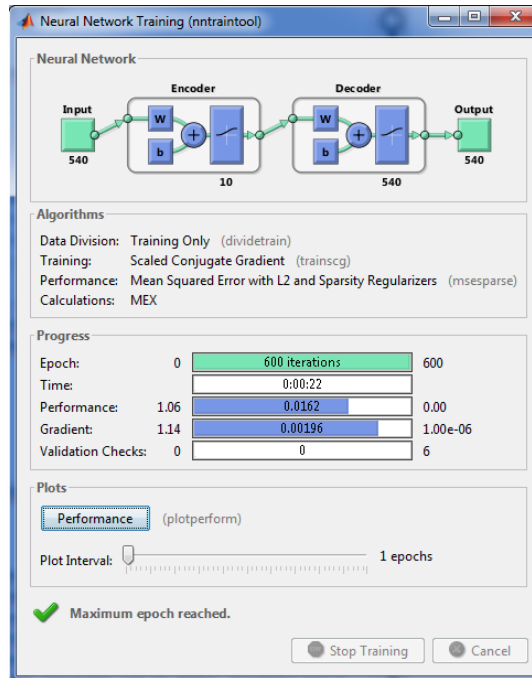 Neural Network Training (nntraintool)
Neural Network
Encoder Decoder
Input Output
W W
b b
540 10 540 540
Algorithms
Data Division: Training Only (dividetrain)
Training: Scaled Conjugate Gradient (trainscg)
Performance: Mean Squared Error with L2 and Sparsity Regularizers (msesparse)
Calculations: MEX
Progress
Epoch: 0 600 iterations 600
Time: 0:00:22
Performance: 1.06 0.0162 0.00
Gradient: 1.14 0.00196 1.00e-06
Validation Checks: 0 0 6
Plots
Performance (plotperform)
Plot Interval: 1 epochs
Maximum epoch reached.
Stop Training Cancel